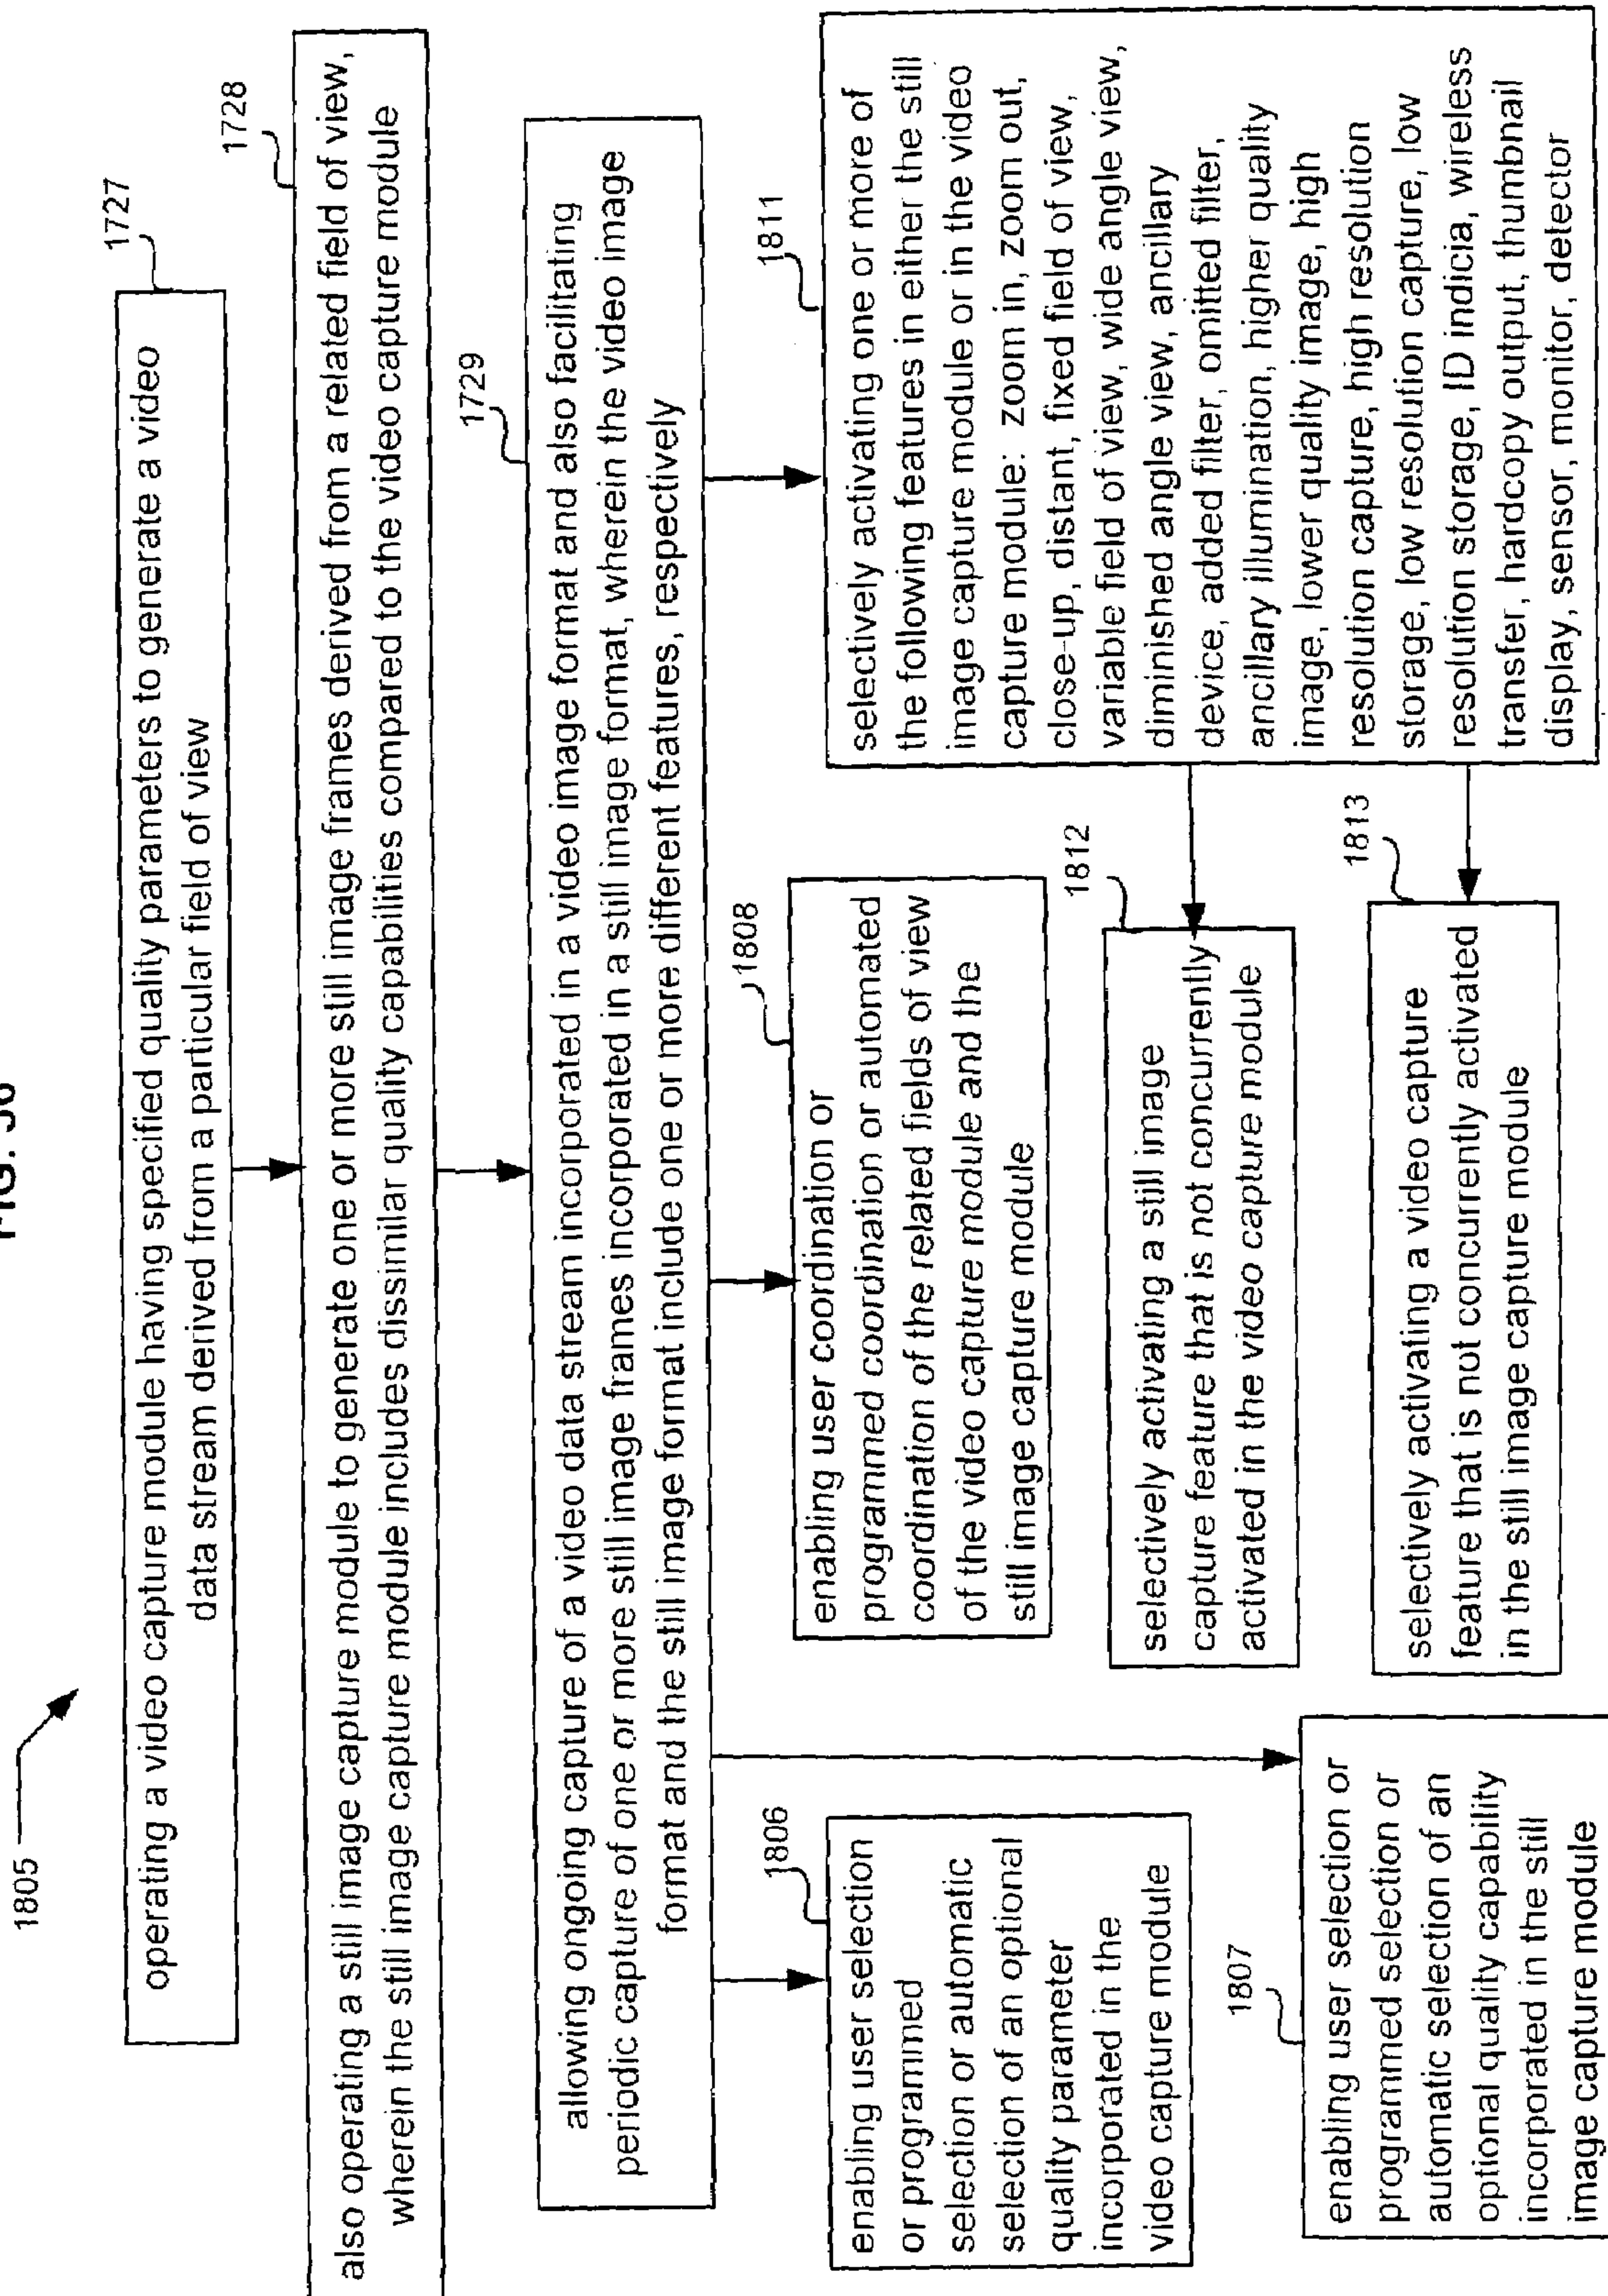 FIG.
1805
1727
operating a video capture module having specified quality parameters to generate a video
data stream derived from a particular field of view
1728
also operating a still image capture module to generate one or more still image frames derived from a related field of view,
wherein the still image capture module includes dissimilar quality capabilities compared to the video capture module
1729
allowing ongoing capture of a video data stream incorporated in a video image format and also facilitating
periodic capture of one or more still image frames incorporated in a still image format, wherein the video image
format and the still image format include one or more different features, respectively
1806
enabling user selection
or programmed
selection or automatic
selection of an optional
quality parameter
incorporated in the
video capture module
1807
enabling user selection or
programmed selection or
automatic selection of an
optional quality capability
incorporated in the still
image capture module
1808
enabling user coordination or
programmed coordination or automated
coordination of the related fields of view
of the video capture module and the
still image capture module
1812
selectively activating a still image
capture feature that is not concurrently
activated in the video capture module
1813
selectively activating a video capture
feature that is not concurrently activated
in the still image capture module
1811
selectively activating one or more of
the following features in either the still
image capture module or in the video
capture module: zoom in, zoom out,
close-up, distant, fixed field of view,
variable field of view, wide angle view,
diminished angle view, ancillary
device, added filter, omitted filter,
ancillary illumination, higher quality
image, lower quality image, high
resolution capture, high resolution
storage, low resolution capture, low
resolution storage, ID indicia, wireless
transfer, hardcopy output, thumbnail
display, sensor, monitor, detector